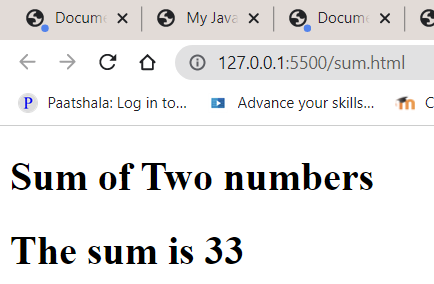 Docume My Java Docume
127.0.0.1:5500/sum.html
Paatshala: Log in to... Advance your skills... C
Sum of Two numbers
The sum is 33